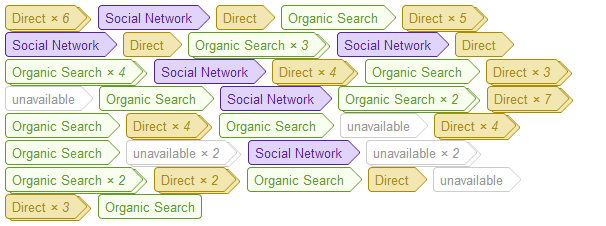 Direct × 6 Social Network Direct Organic Search Direct × 5
Social Network Direct Organic Search × 3 Social Network Direct
Organic Search × 4 Social Network Direct × 4 Organic Search Direct × 3
unavailable Organic Search Social Network Organic Search × 2 Direct × 7
Organic Search Direct × 4 Organic Search unavailable Direct × 4
Organic Search unavailable × 2 Social Network unavailable × 2
Organic Search × 2 Direct × 2 Organic Search Direct unavailable
Direct × 3 Organic Search